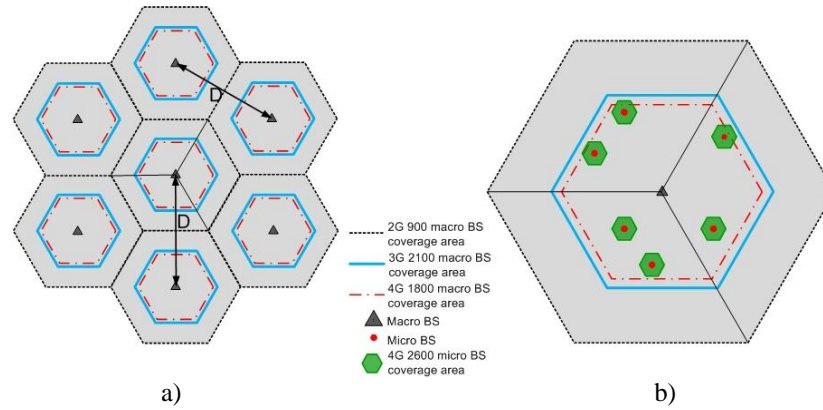 D
D
2G 900 macro BS
coverage area
3G 2100 macro BS
coverage area
4G 1800 macro BS
coverage area
Macro BS
Micro BS
4G 2600 micro BS
coverage area
a)
b)